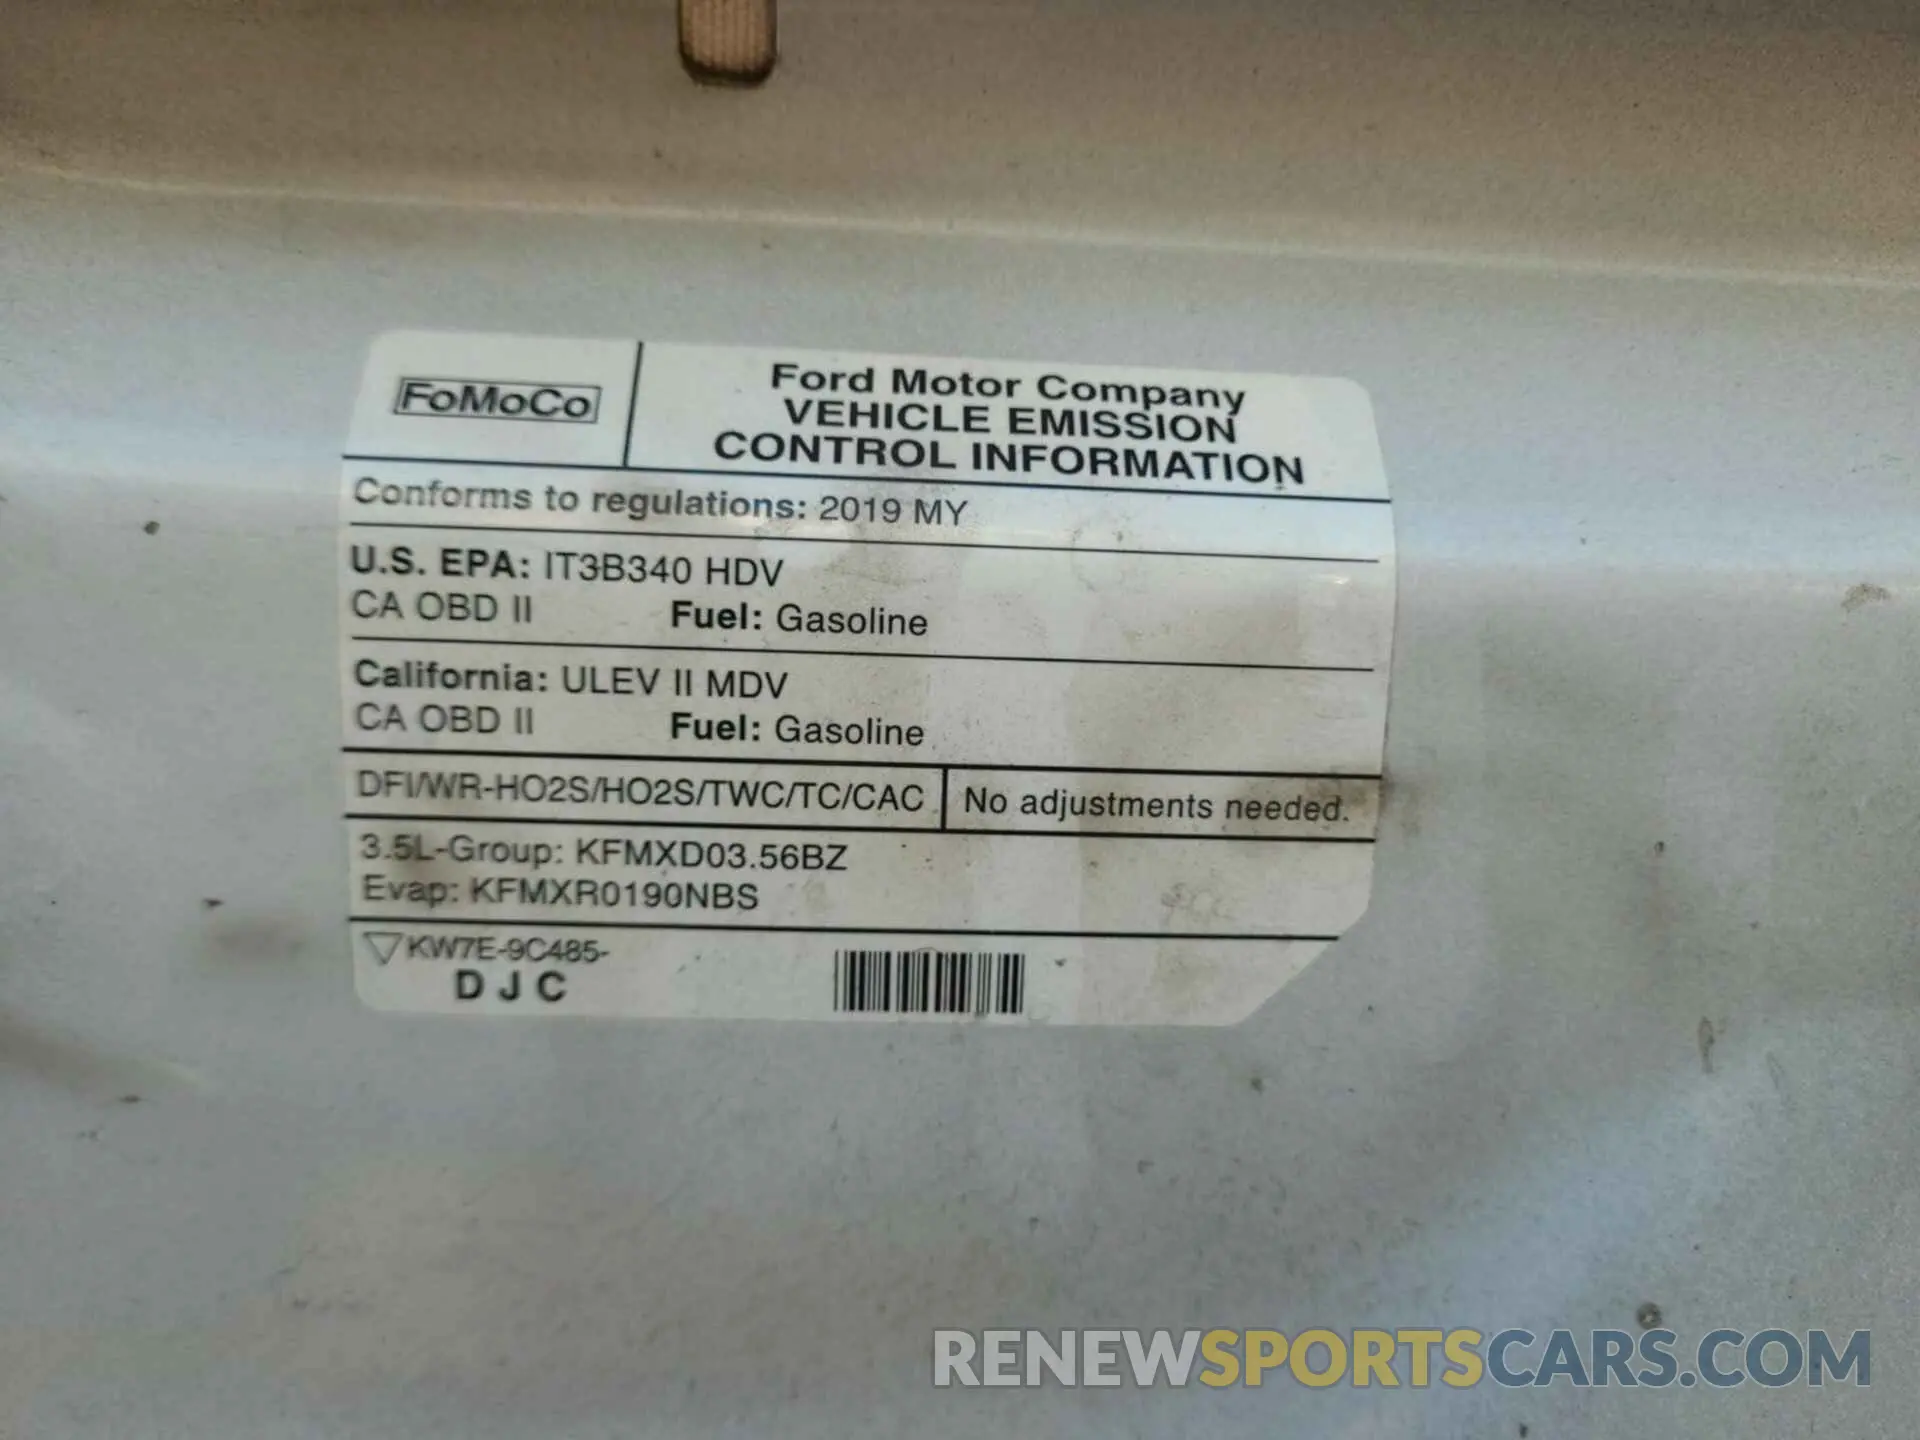 FoMoCo
Ford Motor Company
VEHICLE EMISSION
CONTROL INFORMATION
Conforms to regulations: 2019 MY
U.S. EPA: IT3B340 HDV
CA OBD II Fuel: Gasoline
California: ULEV II MDV
CA OBD II Fuel: Gasoline
DFI/WR-HO2S/HO2S/TWC/TC/CAC
No adjustments needed.
3.5L-Group: KFMXD03.56BZ
Evap: KFMXR0190NBS
KW7E-9C485-
D J C
RENEWSPORTSCARS.COM